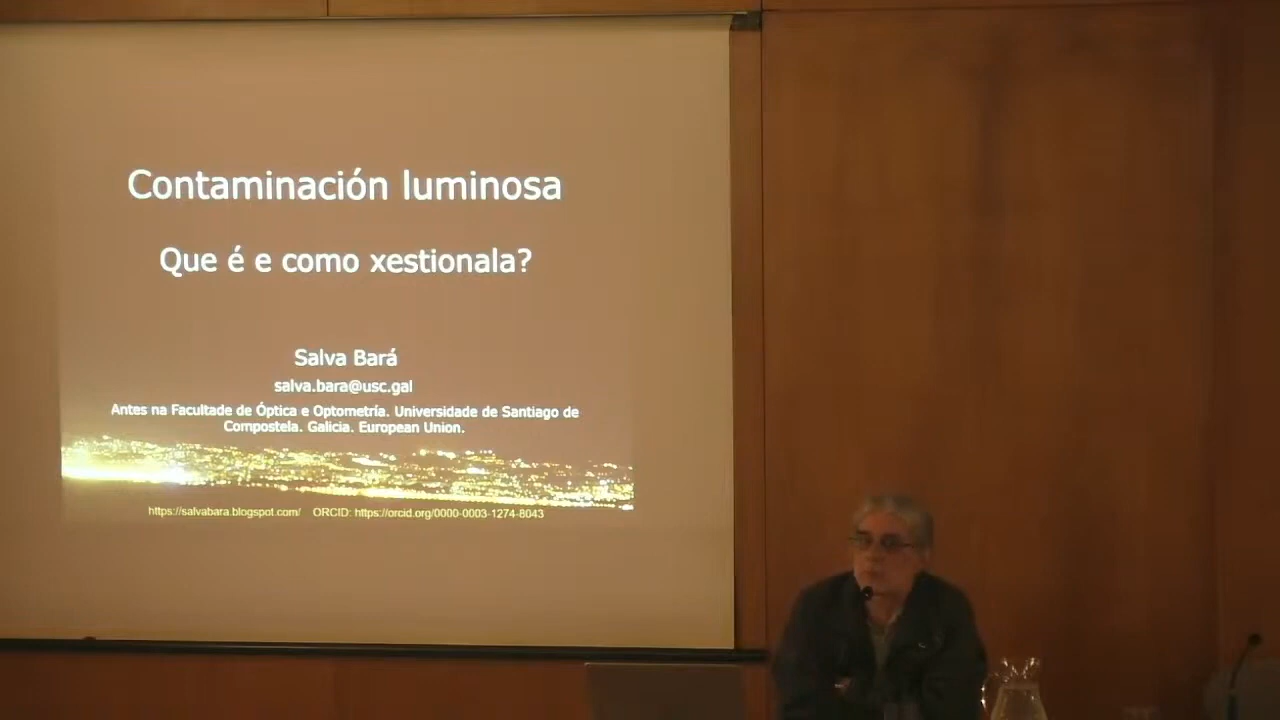 Contaminación luminosa
Que é e como xestionala?
Salva Bará
salva.bara@usc.gal
Antes na Facultade de Óptica e Optometría. Universidade de Santiago de
Compostela. Galicia. European Union.
https://salvabara.blogspot.com/ ORCID: https://orcid.org/0000-0003-1274-8043